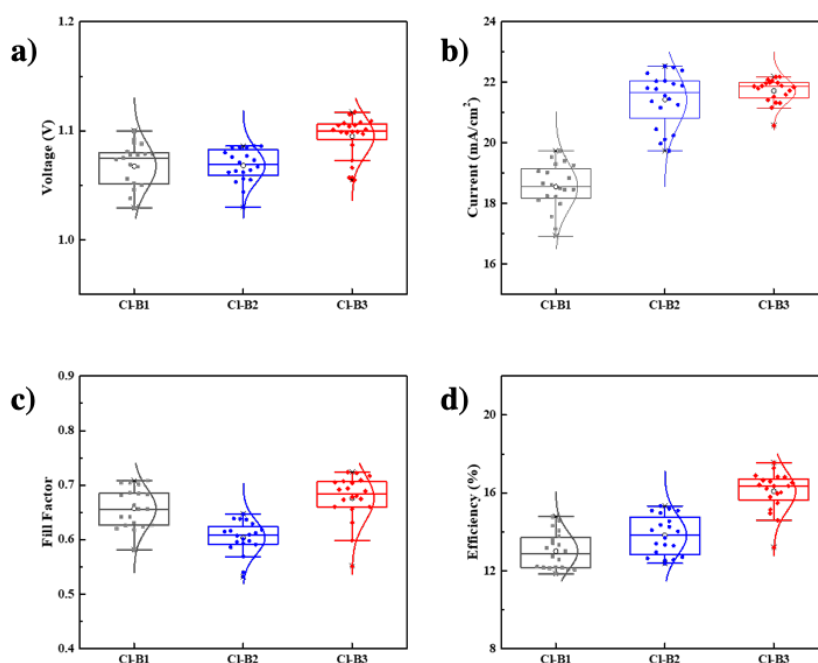 a)
1.2
1.1
1.0
Voltage (V)
Cl-B1 Cl-B2 Cl-B3
b)
24
22
20
18
16
Current (mA/cm²)
Cl-B1 Cl-B2 Cl-B3
c)
0.9
0.8
0.7
0.6
0.5
0.4
Fill Factor
Cl-B1 Cl-B2 Cl-B3
d)
22
20
16
12
8
Efficiency (%)
Cl-B1 Cl-B2 Cl-B3